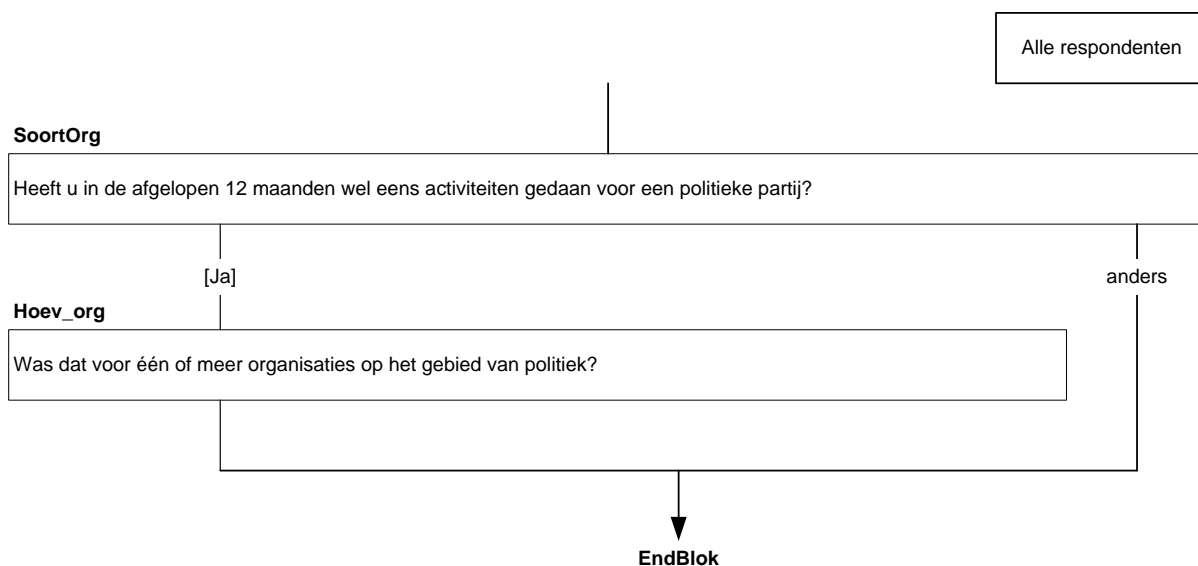 Alle respondenten
SoortOrg
Heeft u in de afgelopen 12 maanden wel eens activiteiten gedaan voor een politieke partij?
[Ja]
anders
Hoev_org
Was dat voor één of meer organisaties op het gebied van politiek?
EndBlok